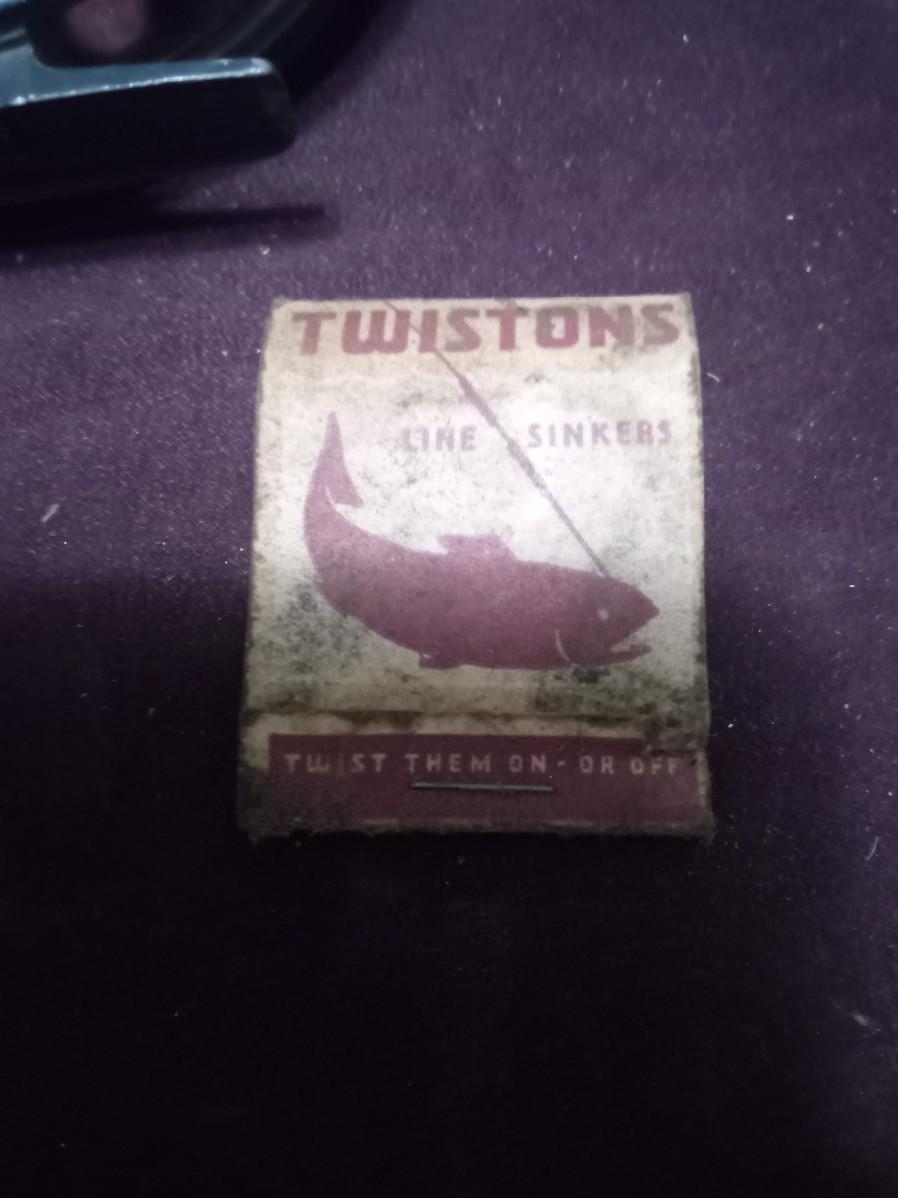 TWISTONS
LINE SINKERS
TWIST THEM ON - OR OFF